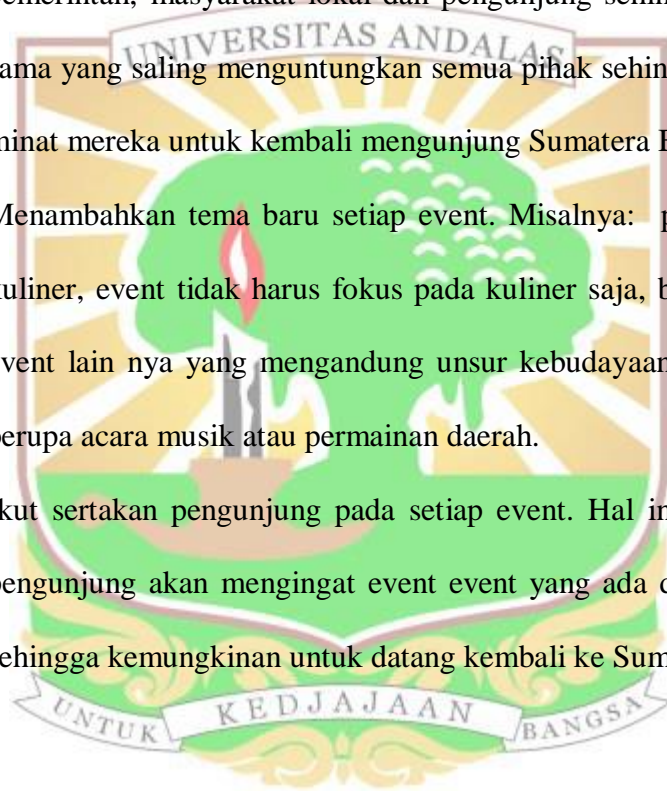 pemerintah, masyarakat lokal dan pengunjung sehin
UNIVERSITAS ANDALAS
ama yang saling menguntungkan semua pihak sehin
minat mereka untuk kembali mengunjung Sumatera
Menambahkan tema baru setiap event. Misalnya: p
kuliner, event tidak harus fokus pada kuliner saja, b
event lain nya yang mengandung unsur kebudayaan
berupa acara musik atau permainan daerah.
kut sertakan pengunjung pada setiap event. Hal in
pengunjung akan mengingat event event yang ada d
ehingga kemungkinan untuk datang kembali ke Sum
UNTUK KEDJAJAAN BANGSA